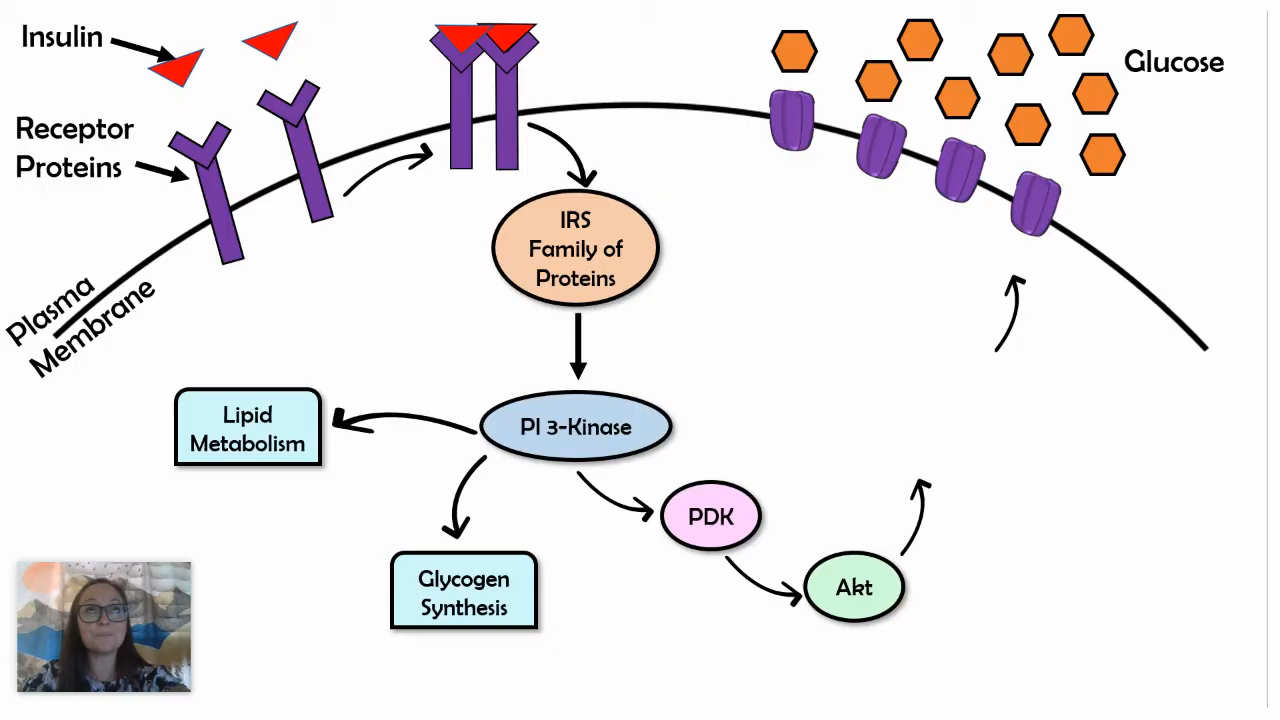 Insulin
Receptor
Proteins
Plasma
Membrane
Glucose
IRS
Family of
Proteins
PI 3-Kinase
Lipid
Metabolism
Glycogen
Synthesis
PDK
Akt